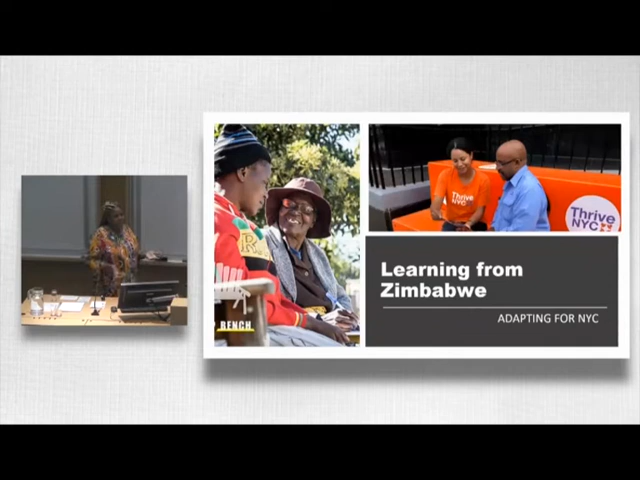 Thrive
NYC
Thrive
NYC
BENCH
Learning from
Zimbabwe
ADAPTING FOR NYC